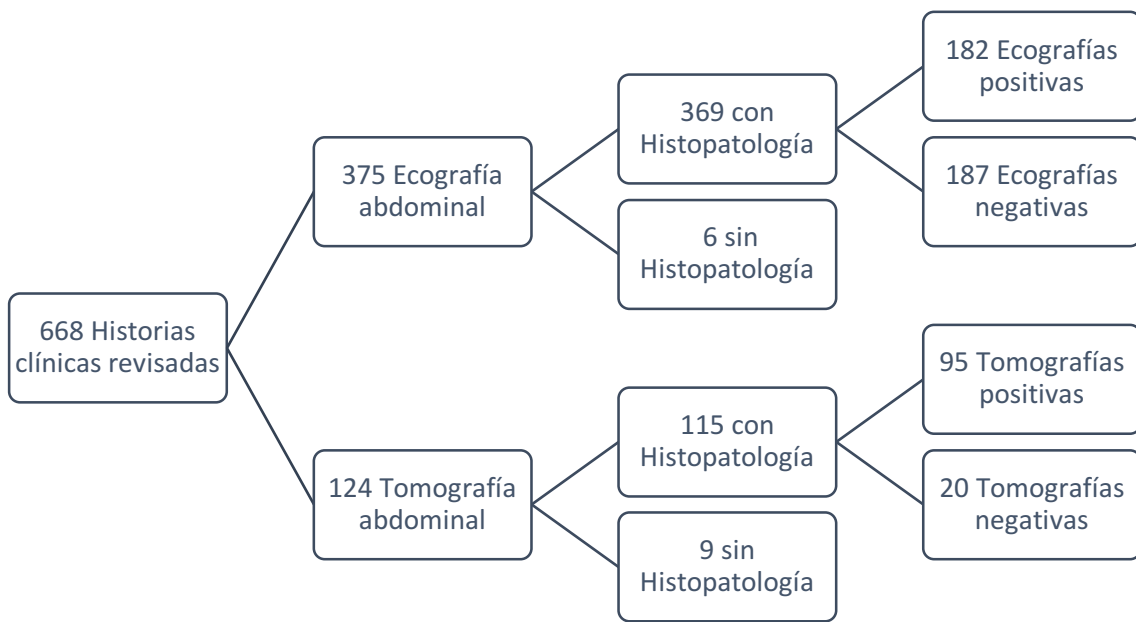 668 Historias
clínicas revisadas
375 Ecografía
abdominal
369 con
Histopatología
182 Ecografías
positivas
187 Ecografías
negativas
6 sin
Histopatología
124 Tomografía
abdominal
115 con
Histopatología
95 Tomografías
positivas
20 Tomografías
negativas
9 sin
Histopatología